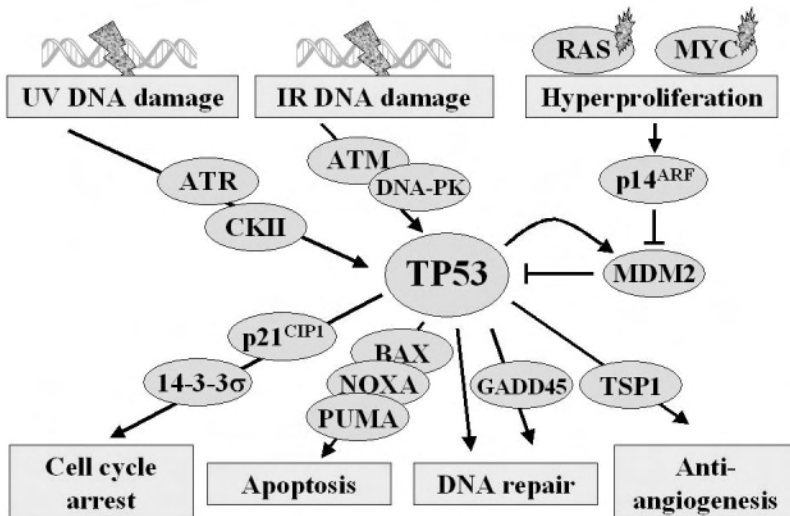 RAS
MYC
UV DNA damage
IR DNA damage
Hyperproliferation
ATR
CKII
ATM
DNA-PK
p14ARF
TP53
MDM2
p21CIP1
14-3-3σ
BAX
NOXA
PUMA
GADD45
TSP1
Cell cycle
arrest
Apoptosis
DNA repair
Anti-
angiogenesis